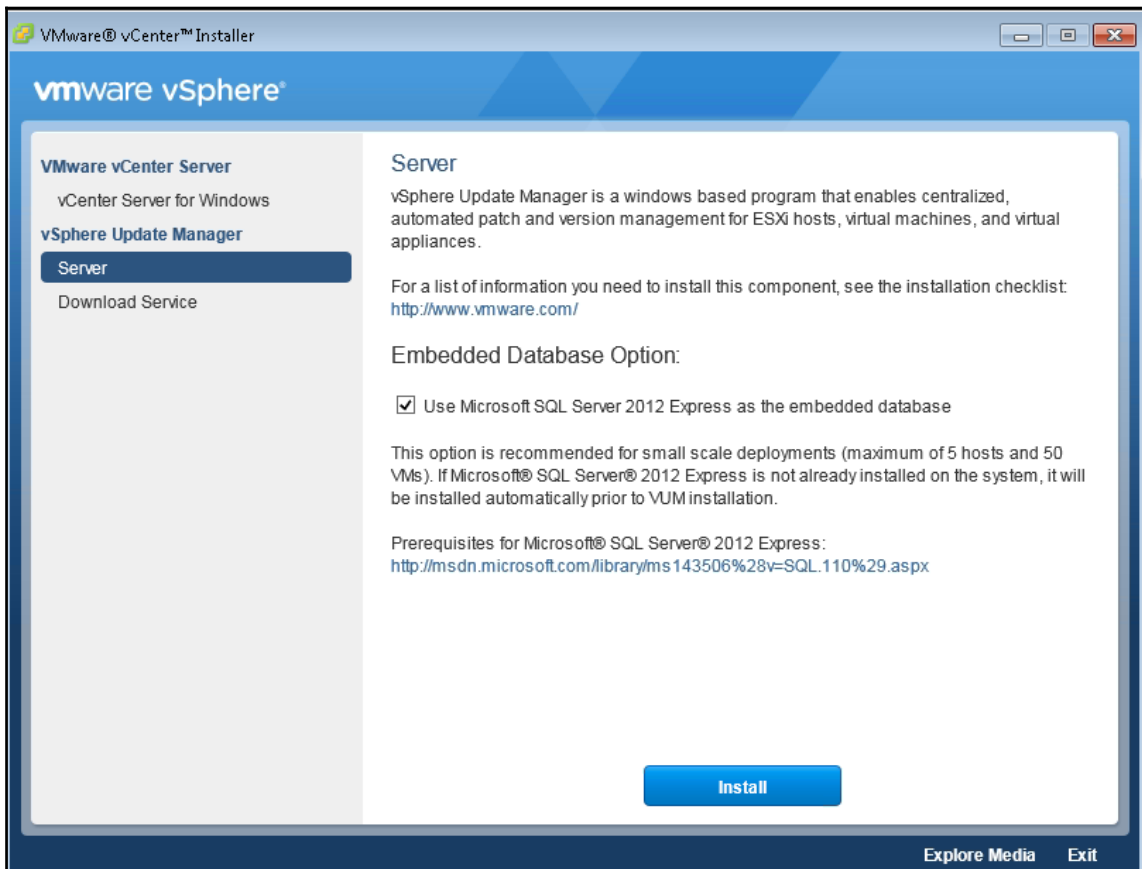 VMware® vCenter™ Installer
vmware vSphere®
VMware vCenter Server
vCenter Server for Windows
vSphere Update Manager
Server
Download Service
Server
vSphere Update Manager is a windows based program that enables centralized,
automated patch and version management for ESXi hosts, virtual machines, and virtual
appliances.
For a list of information you need to install this component, see the installation checklist:
http://www.vmware.com/
Embedded Database Option:
Use Microsoft SQL Server 2012 Express as the embedded database
This option is recommended for small scale deployments (maximum of 5 hosts and 50
VMs). If Microsoft® SQL Server® 2012 Express is not already installed on the system, it will
be installed automatically prior to VUM installation.
Prerequisites for Microsoft® SQL Server® 2012 Express:
http://msdn.microsoft.com/library/ms143506%28v=SQL.110%29.aspx
Install
Explore Media Exit